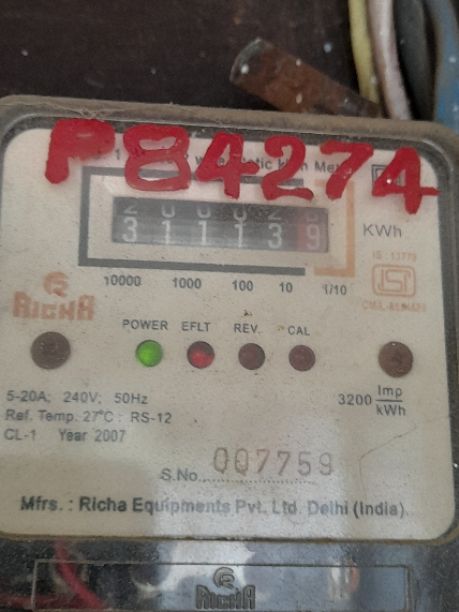 P84274
KWh
311139
10000 1000 100 10 1/10
IS : 13779
RICHA
POWER EFLT REV. CAL
3200 Imp/kWh
5-20A; 240V; 50Hz
Ref. Temp. 27°C : RS-12
CL-1 Year 2007
S.No. 007759
Mfrs. : Richa Equipments Pvt. Ltd. Delhi (India)
RICHA